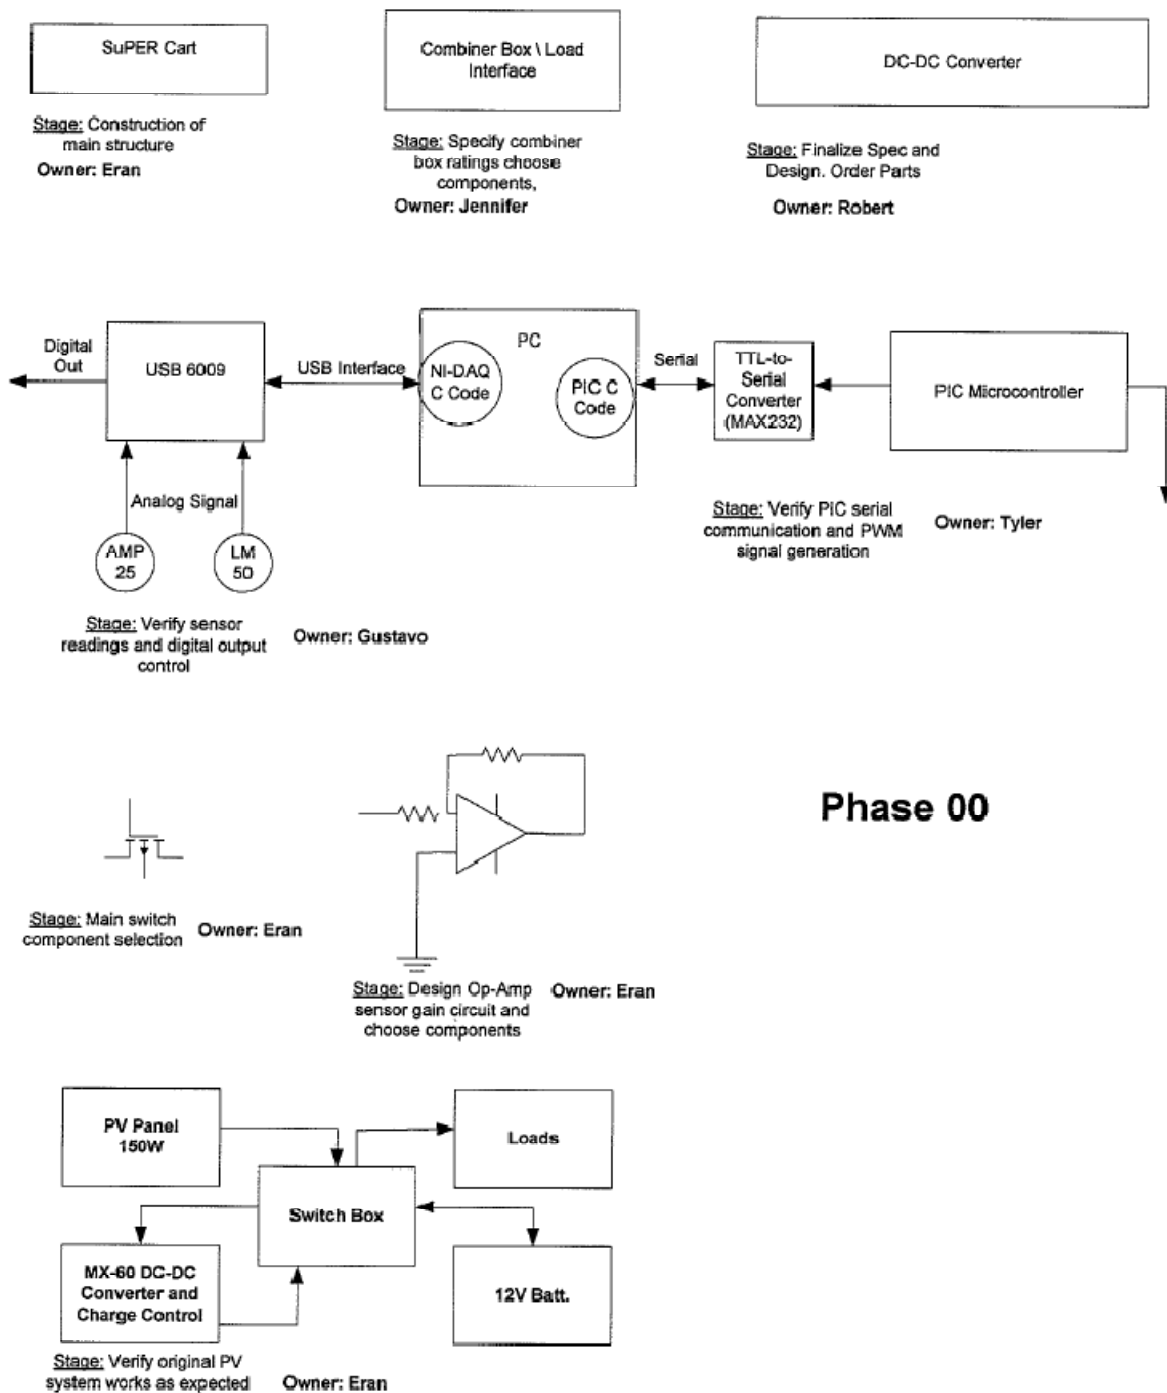 SuPER Cart
Stage: Construction of
main structure
Owner: Eran
Combiner Box \ Load
Interface
Stage: Specify combiner
box ratings choose
components,
Owner: Jennifer
DC-DC Converter
Stage: Finalize Spec and
Design. Order Parts
Owner: Robert
Digital
Out
USB 6009
USB Interface
PC
NI-DAQ
C Code
PIC C
Code
Serial
TTL-to-
Serial
Converter
(MAX232)
PIC Microcontroller
Analog Signal
AMP
25
LM
50
Stage: Verify sensor
readings and digital output
control
Owner: Gustavo
Stage: Verify PIC serial
communication and PWM
signal generation
Owner: Tyler
Phase 00
Stage: Main switch
component selection
Owner: Eran
Stage: Design Op-Amp
sensor gain circuit and
choose components
Owner: Eran
PV Panel
150W
Loads
Switch Box
MX-60 DC-DC
Converter and
Charge Control
12V Batt.
Stage: Verify original PV
system works as expected
Owner: Eran